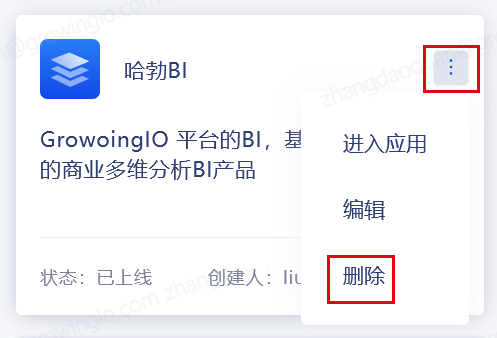 哈勃BI
GrowoingIO 平台的BI，基
的商业多维分析BI产品
进入应用
编辑
删除
状态：已上线
创建人：liu